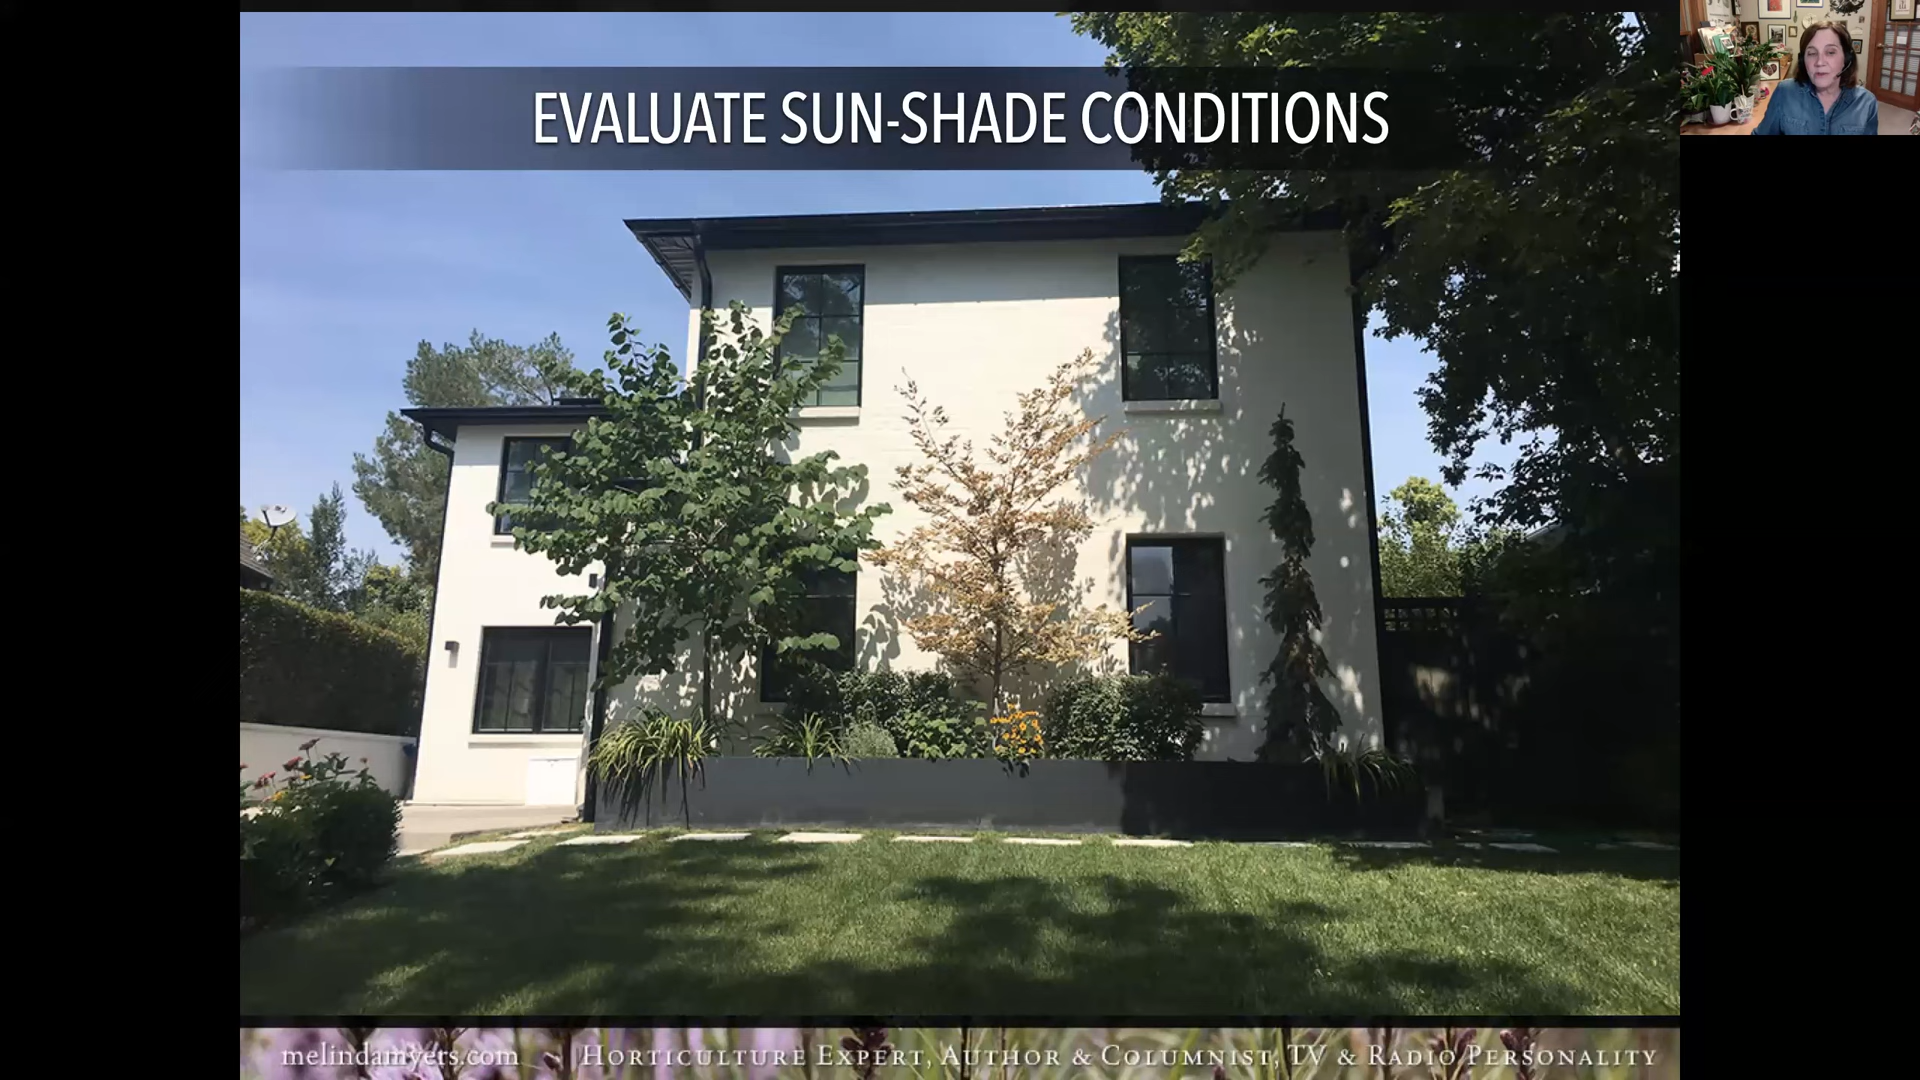 EVALUATE SUN-SHADE CONDITIONS
melindamyers.com HORTICULTURE EXPERT, AUTHOR & COLUMNIST, TV & RADIO PERSONALITY